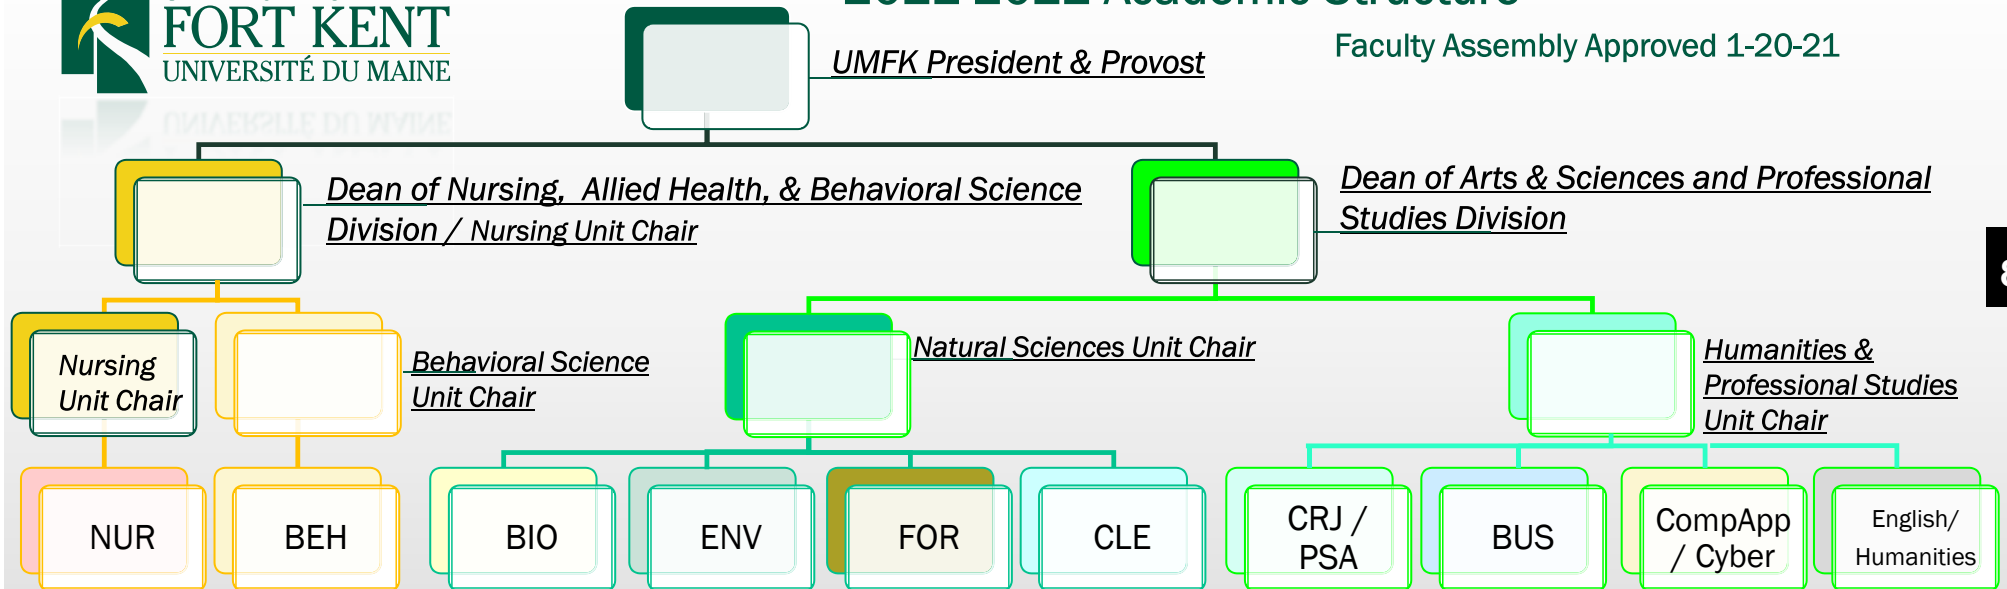 FORT KENT
UNIVERSITÉ DU MAINE
Academic Structure
Faculty Assembly Approved 1-20-21
UMFK President & Provost
Dean of Nursing, Allied Health, & Behavioral Science
Division / Nursing Unit Chair
Dean of Arts & Sciences and Professional
Studies Division
Nursing
Unit Chair
Behavioral Science
Unit Chair
Natural Sciences Unit Chair
Humanities &
Professional Studies
Unit Chair
NUR
BEH
BIO
ENV
FOR
CLE
CRJ /
PSA
BUS
CompApp
/ Cyber
English/
Humanities